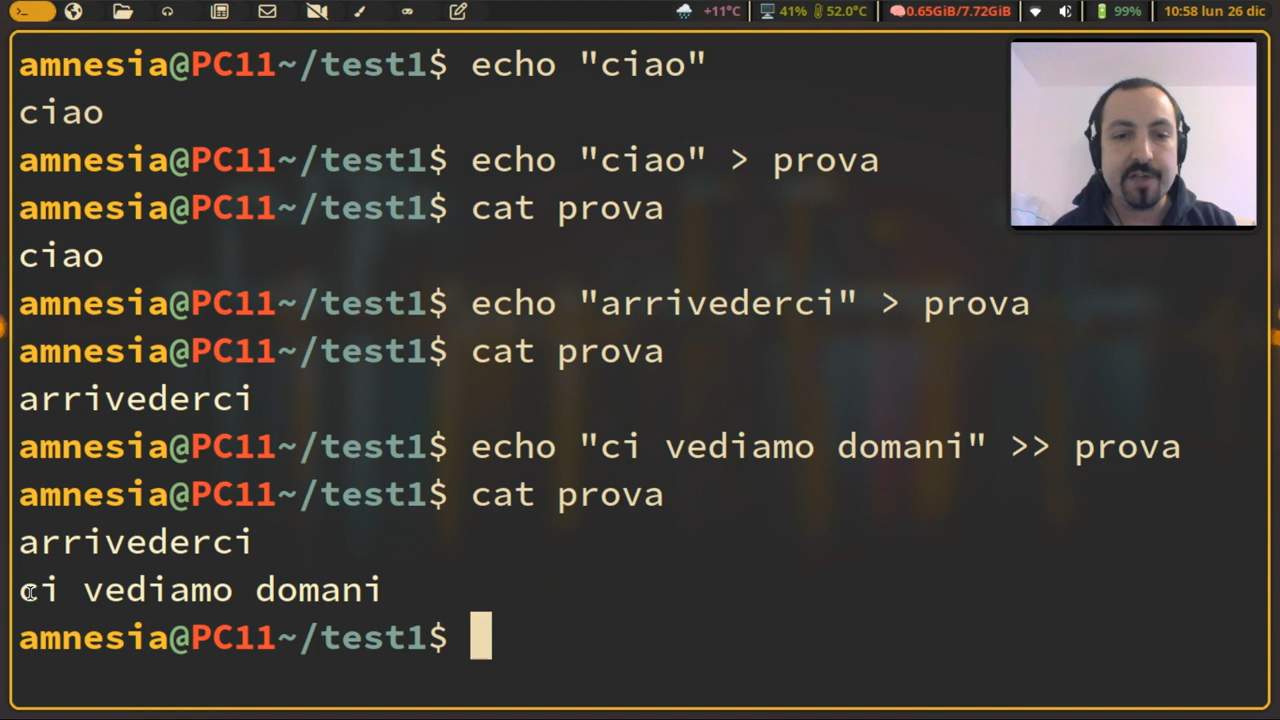 >_ +11°C 41% 52.0°C 0.65GiB/7.72GiB 99% 10:58 lun 26 dic
amnesia@PC11~/test1$ echo "ciao"
ciao
amnesia@PC11~/test1$ echo "ciao" > prova
amnesia@PC11~/test1$ cat prova
ciao
amnesia@PC11~/test1$ echo "arrivederci" > prova
amnesia@PC11~/test1$ cat prova
arrivederci
amnesia@PC11~/test1$ echo "ci vediamo domani" >> prova
amnesia@PC11~/test1$ cat prova
arrivederci
ci vediamo domani
amnesia@PC11~/test1$